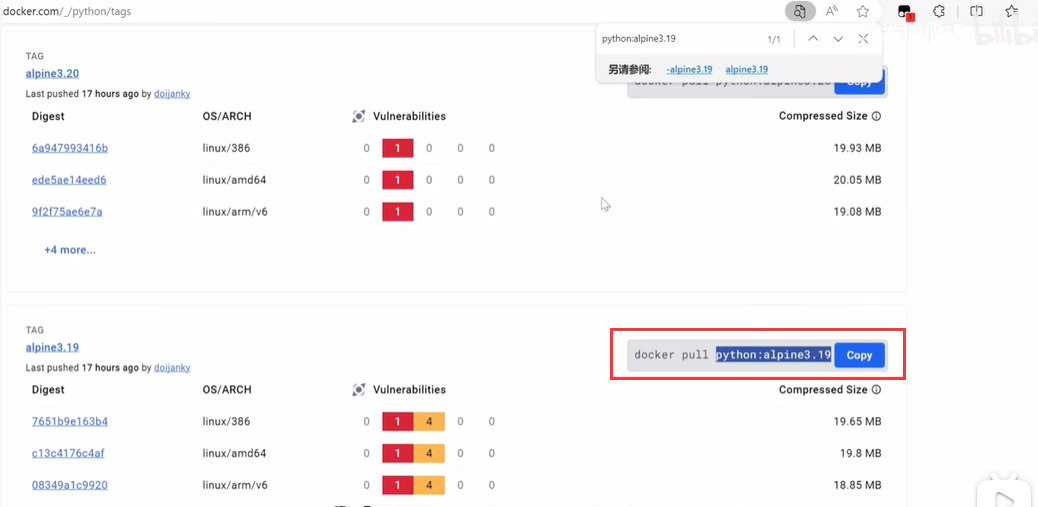 docker.com/_/python/tags
python:alpine3.19
1/1
另请参阅: -alpine3.19 alpine3.19
TAG
alpine3.20
docker pull python:alpine3.20 Copy
Last pushed 17 hours ago by doijanky
Digest OS/ARCH Vulnerabilities Compressed Size
6a947993416b linux/386 0 1 0 0 0 19.93 MB
ede5ae14eed6 linux/amd64 0 1 0 0 0 20.05 MB
9f2f75ae6e7a linux/arm/v6 0 1 0 0 0 19.08 MB
+4 more...
TAG
alpine3.19
docker pull python:alpine3.19 Copy
Last pushed 17 hours ago by doijanky
Digest OS/ARCH Vulnerabilities Compressed Size
7651b9e163b4 linux/386 0 1 4 0 0 19.65 MB
c13c4176c4af linux/amd64 0 1 4 0 0 19.8 MB
08349a1c9920 linux/arm/v6 0 1 4 0 0 18.85 MB